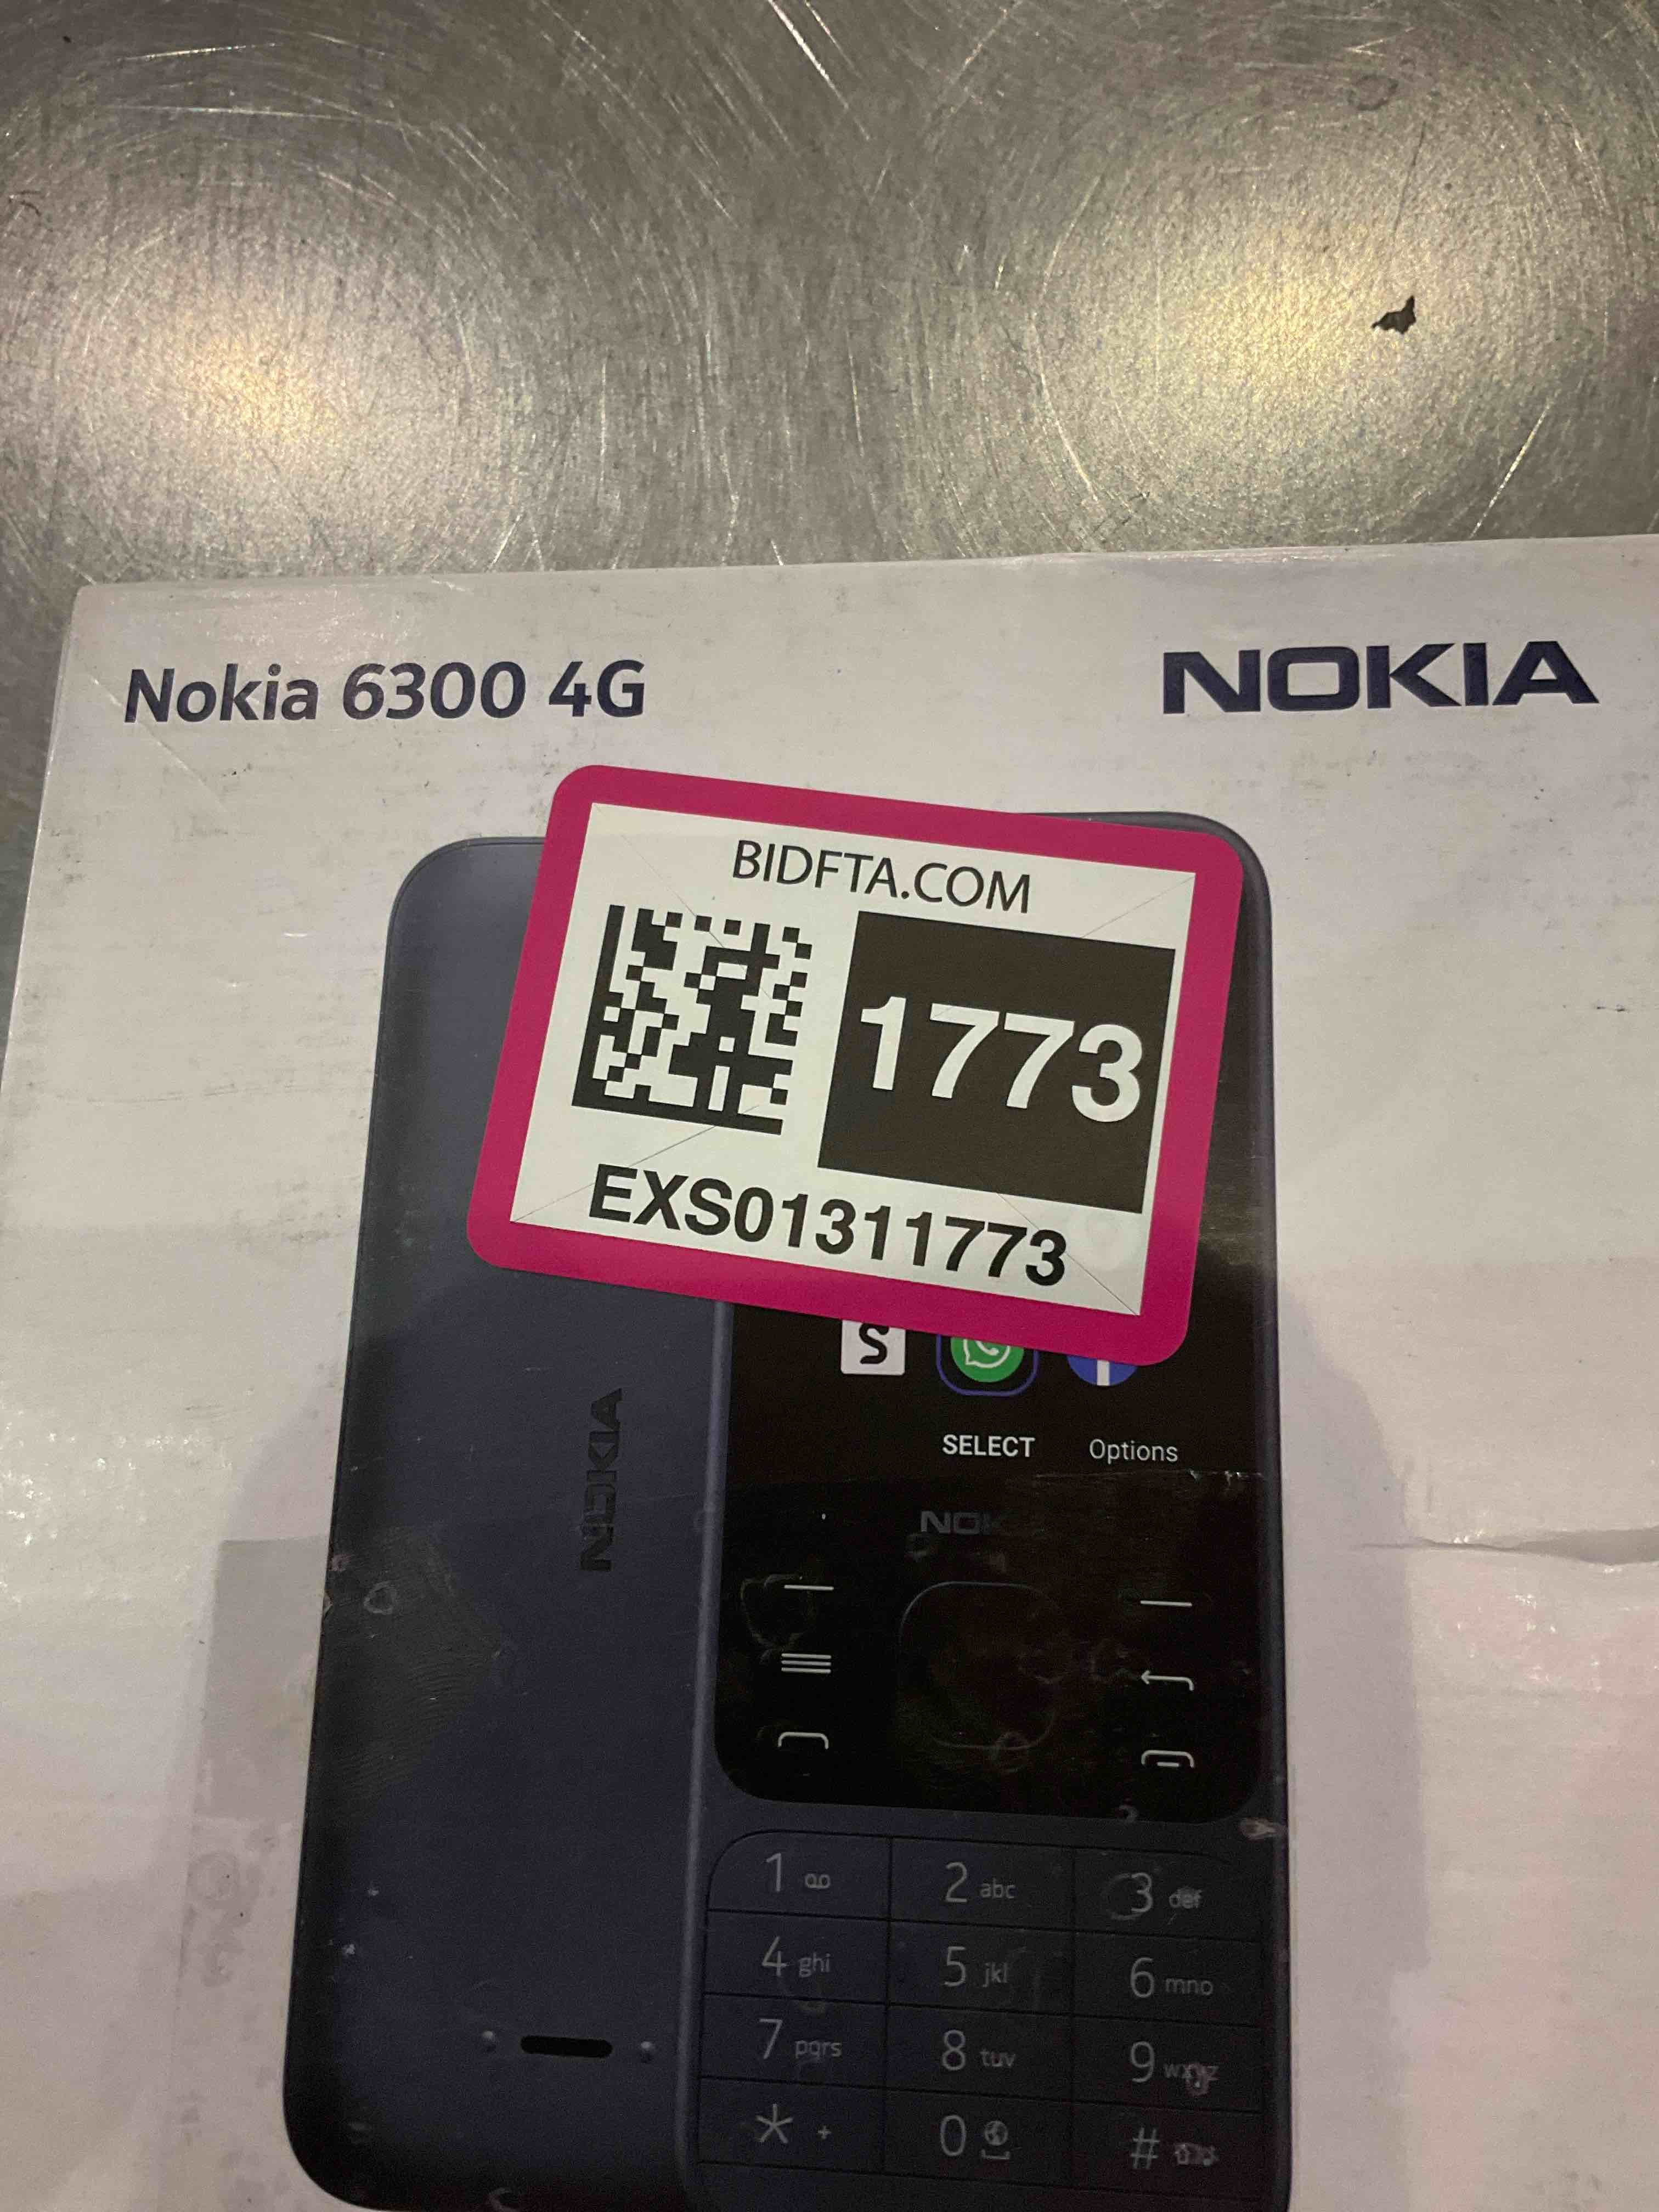 Nokia 6300 4G
NOKIA
BIDFTA.COM
1773
EXS01311773
S
SELECT
Options
NOKIA
NOK
1
2 abc
3 def
4 ghi
5 jkl
6 mno
7 pqrs
8 tuv
9 wxyz
* +
0
#